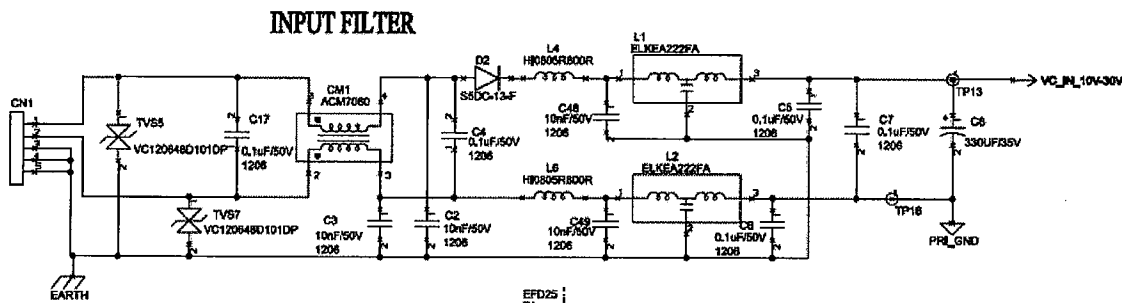 INPUT FILTER
CN1
TVS5
VC120648D101DP
TVS7
VC120648D101DP
C17
0.1uF/50V
1206
CM1
ACM7060
C3
10nF/50V
1206
C2
10nF/50V
1206
C4
0.1uF/50V
1206
D2
S5DC-13-F
L4
HI0805R800R
C48
10nF/50V
1206
L1
ELKEA222FA
C5
0.1uF/50V
1206
C7
0.1uF/50V
1206
TP13
VC_IN_10V-30V
330UF/35V
L6
HI0805R800R
C49
10nF/50V
1206
L2
ELKEA222FA
0.1uF/50V
1206
TP16
PRI_GND
EARTH
EFD25